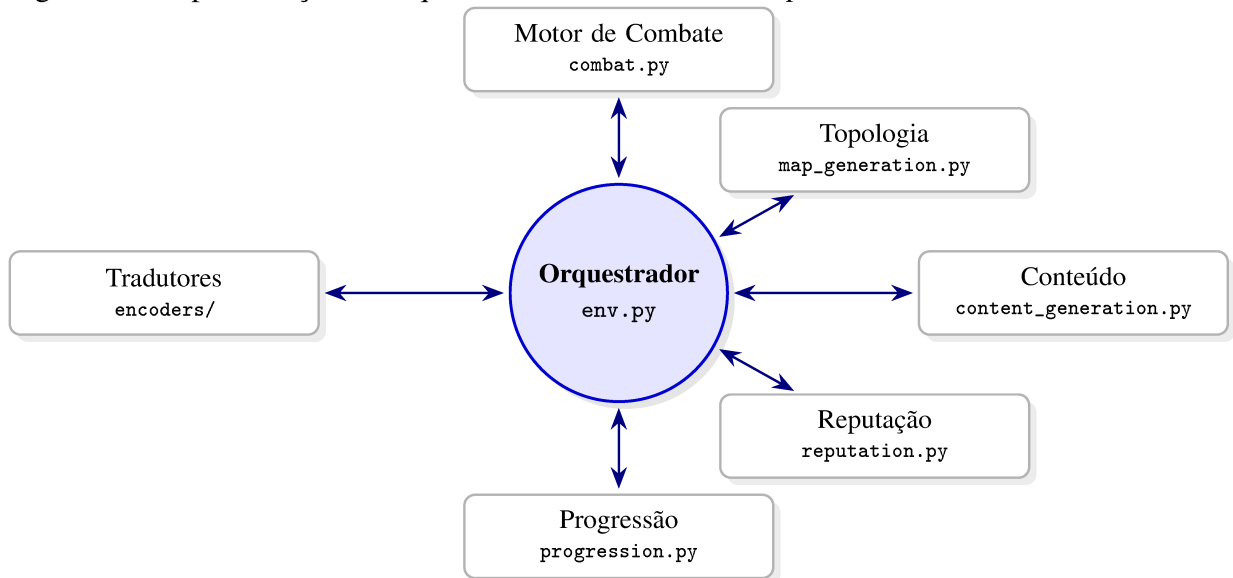 Motor de Combate
combat.py
Topologia
map_generation.py
Tradutores
encoders/
Orquestrador
env.py
Conteúdo
content_generation.py
Reputação
reputation.py
Progressão
progression.py